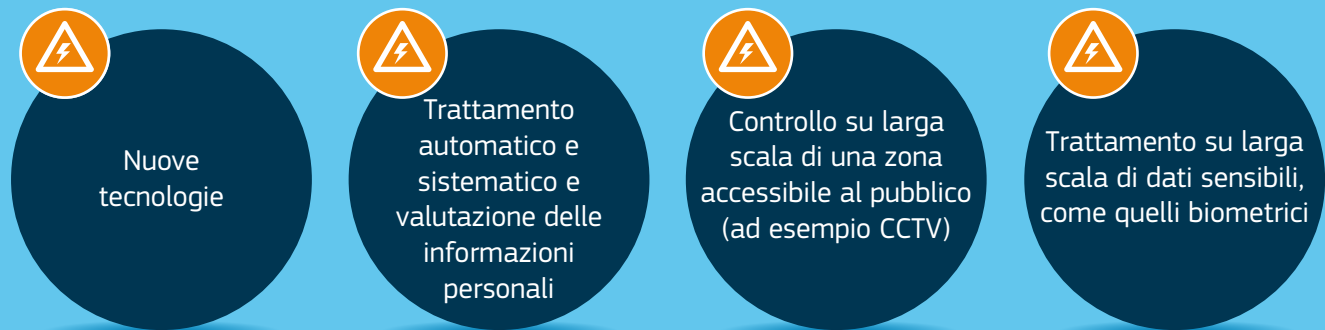 Nuove
tecnologie
Trattamento
automatico e
sistematico e
valutazione delle
informazioni
personali
Controllo su larga
scala di una zona
accessibile al pubblico
(ad esempio CCTV)
Trattamento su larga
scala di dati sensibili,
come quelli biometrici